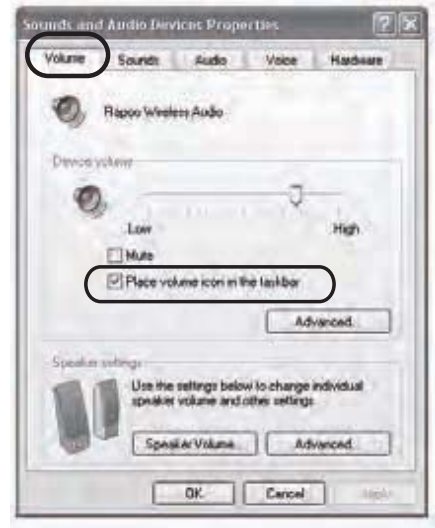 Sounds and Audio Devices Properties
Volume Sounds Audio Voice Hardware
Rapoo Wireless Audio
Device volume
Low High
Mute
Place volume icon in the taskbar
Advanced
Speaker settings
Use the settings below to change individual
speaker volume and other settings
Speaker Volume Advanced
OK Cancel Apply